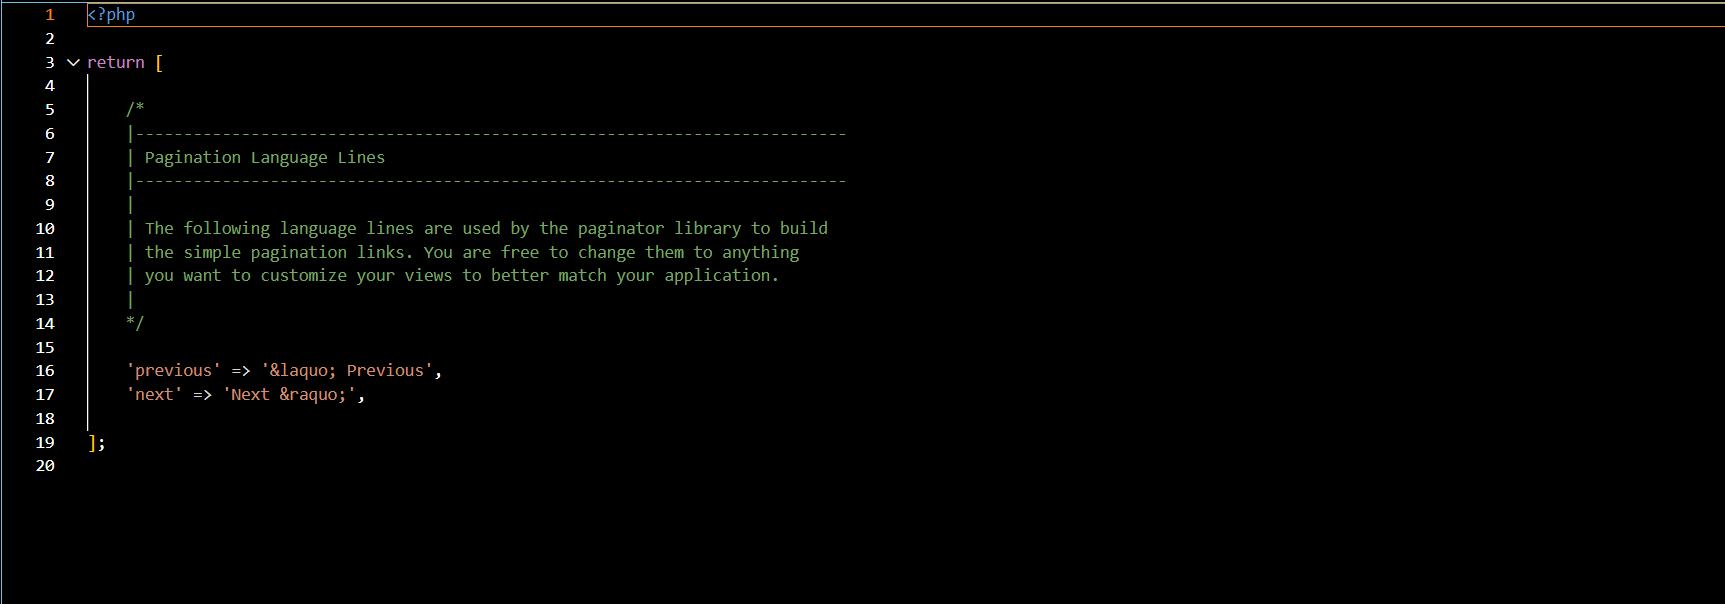 1 <?php
2
3 return [
4
5     /*
6     |--------------------------------------------------------------------------
7     | Pagination Language Lines
8     |--------------------------------------------------------------------------
9     |
10     | The following language lines are used by the paginator library to build
11     | the simple pagination links. You are free to change them to anything
12     | you want to customize your views to better match your application.
13     |
14     */
15
16     'previous' => '&laquo; Previous',
17     'next' => 'Next &raquo;',
18
19 ];
20